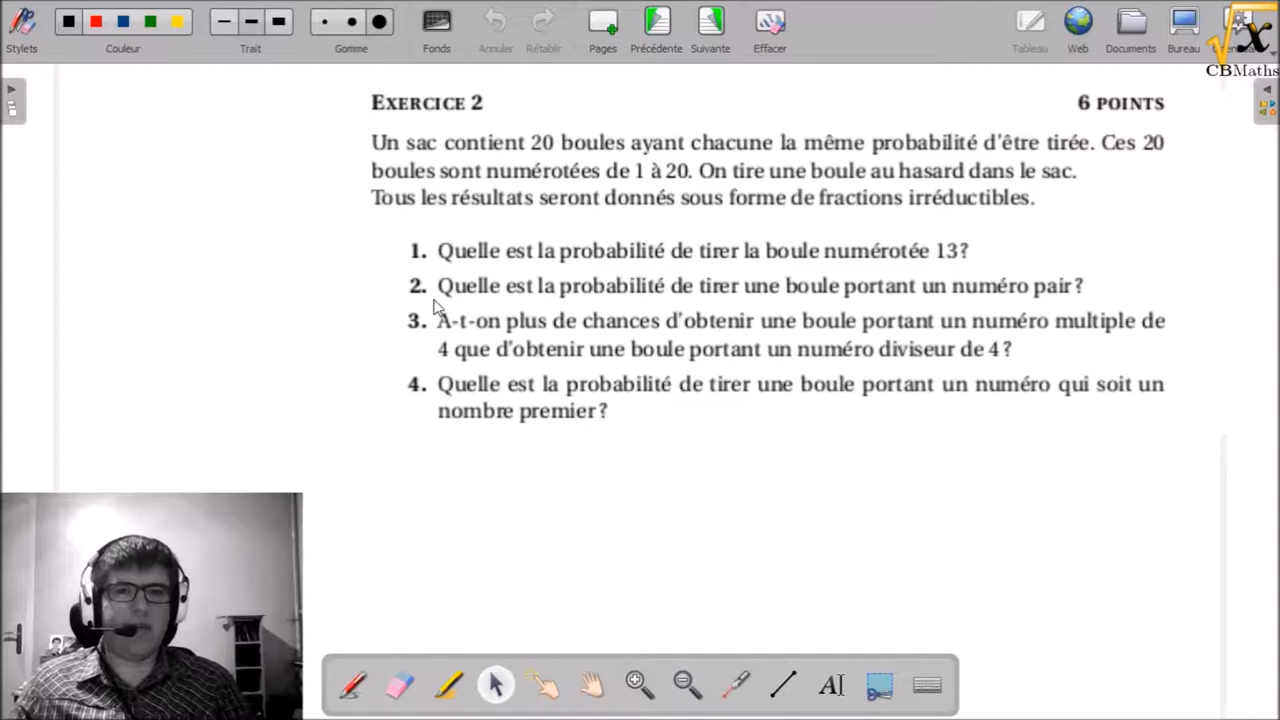 Stylets Couleur Trait Gomme Fonds Annuler Rétablir Pages Précédente Suivante Effacer Tableau Web Documents Bureau
CBMaths
EXERCICE 2 6 POINTS
Un sac contient 20 boules ayant chacune la même probabilité d'être tirée. Ces 20
boules sont numérotées de 1 à 20. On tire une boule au hasard dans le sac.
Tous les résultats seront donnés sous forme de fractions irréductibles.
1. Quelle est la probabilité de tirer la boule numérotée 13?
2. Quelle est la probabilité de tirer une boule portant un numéro pair?
3. A-t-on plus de chances d'obtenir une boule portant un numéro multiple de
4 que d'obtenir une boule portant un numéro diviseur de 4?
4. Quelle est la probabilité de tirer une boule portant un numéro qui soit un
nombre premier?
AI